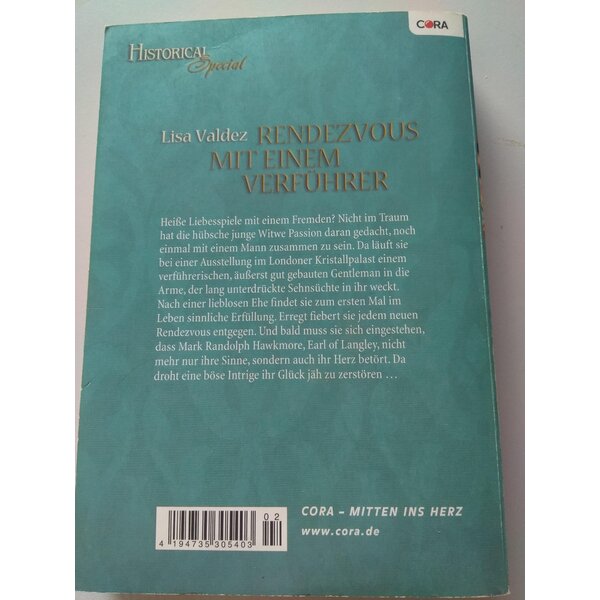 CORA
HISTORICAL
Special
Lisa Valdez RENDEZVOUS
MIT EINEM
VERFÜHRER
Heiße Liebesspiele mit einem Fremden? Nicht im Traum
hat die hübsche junge Witwe Passion daran gedacht, noch
einmal mit einem Mann zusammen zu sein. Da läuft sie
bei einer Ausstellung im Londoner Kristallpalast einem
verführerischen, äußerst gut gebauten Gentleman in die
Arme, der lang unterdrückte Sehnsüchte in ihr weckt.
Nach einer lieblosen Ehe findet sie zum ersten Mal im
Leben sinnliche Erfüllung. Erregt fiebert sie jedem neuen
Rendezvous entgegen. Und bald muss sie sich eingestehen,
dass Mark Randolph Hawkmore, Earl of Langley, nicht
mehr nur ihre Sinne, sondern auch ihr Herz betört. Da
droht eine böse Intrige ihr Glück jäh zu zerstören …
02
4 194735 305403
CORA – MITTEN INS HERZ
www.cora.de